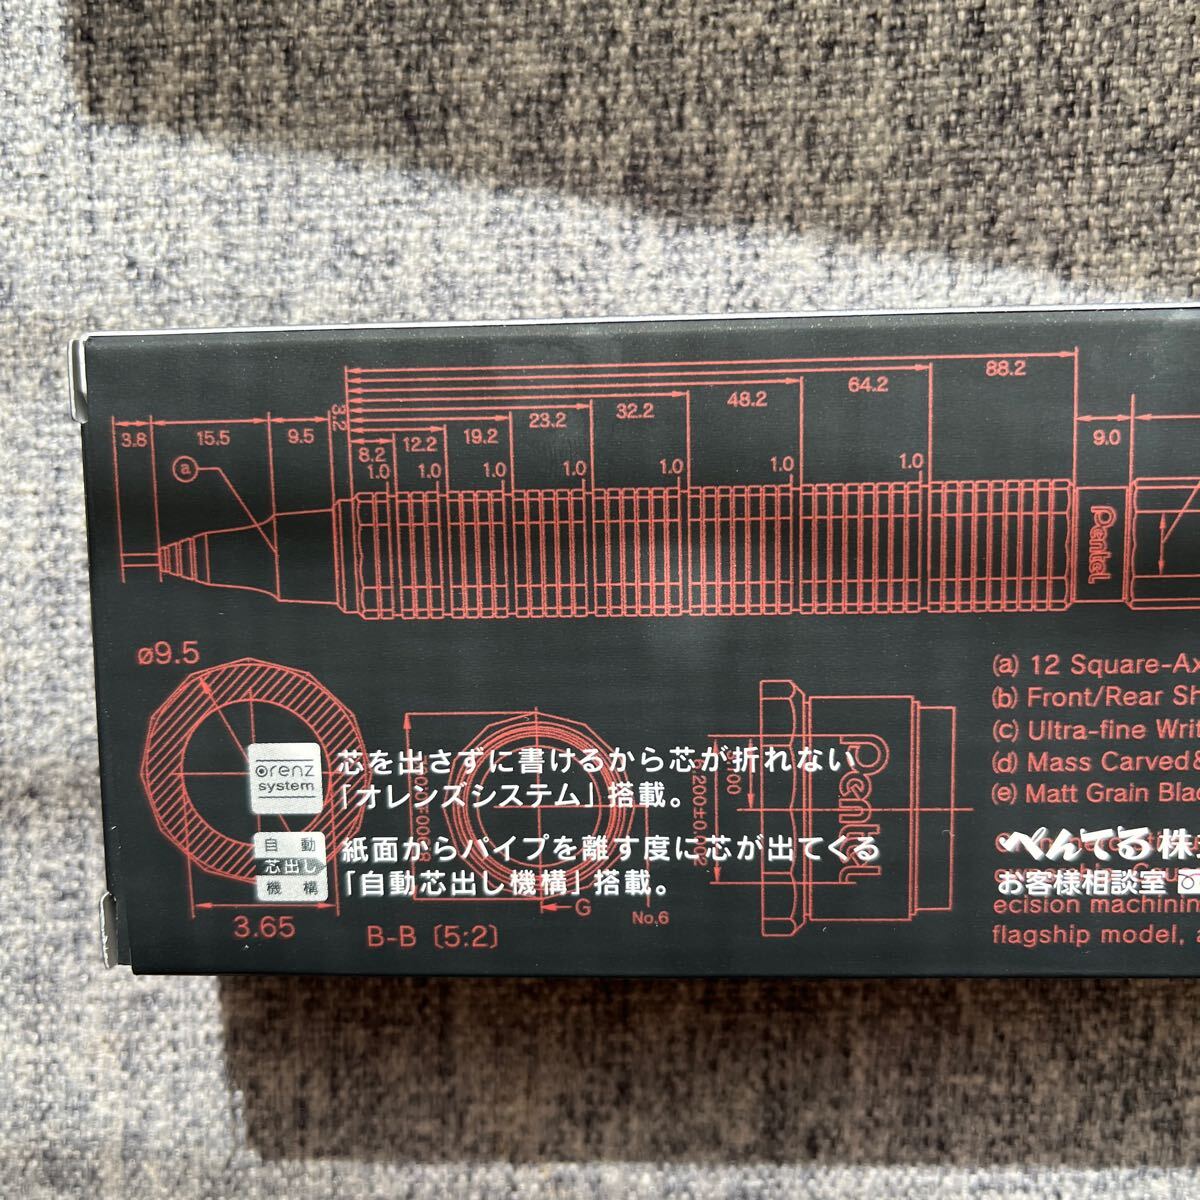 88.2
64.2
48.2
32.2
23.2
19.2
12.2
8.2
3.2
3.8
15.5
9.5
9.0
1.0
1.0
1.0
1.0
1.0
1.0
1.0
a
Pentel
ø9.5
(a) 12 Square-Ax
(b) Front/Rear Sh
(c) Ultra-fine Writ
(d) Mass Carved&
(e) Matt Grain Blac
orenz
system
芯を出さずに書けるから芯が折れない
「オレンズシステム」搭載。
自動
芯出し
機構
紙面からパイプを離す度に芯が出てくる
「自動芯出し機構」搭載。
Pentel
ぺんてる株
お客様相談室
ecision machinin
flagship model, a
3.65
B-B (5:2)
G
No,6